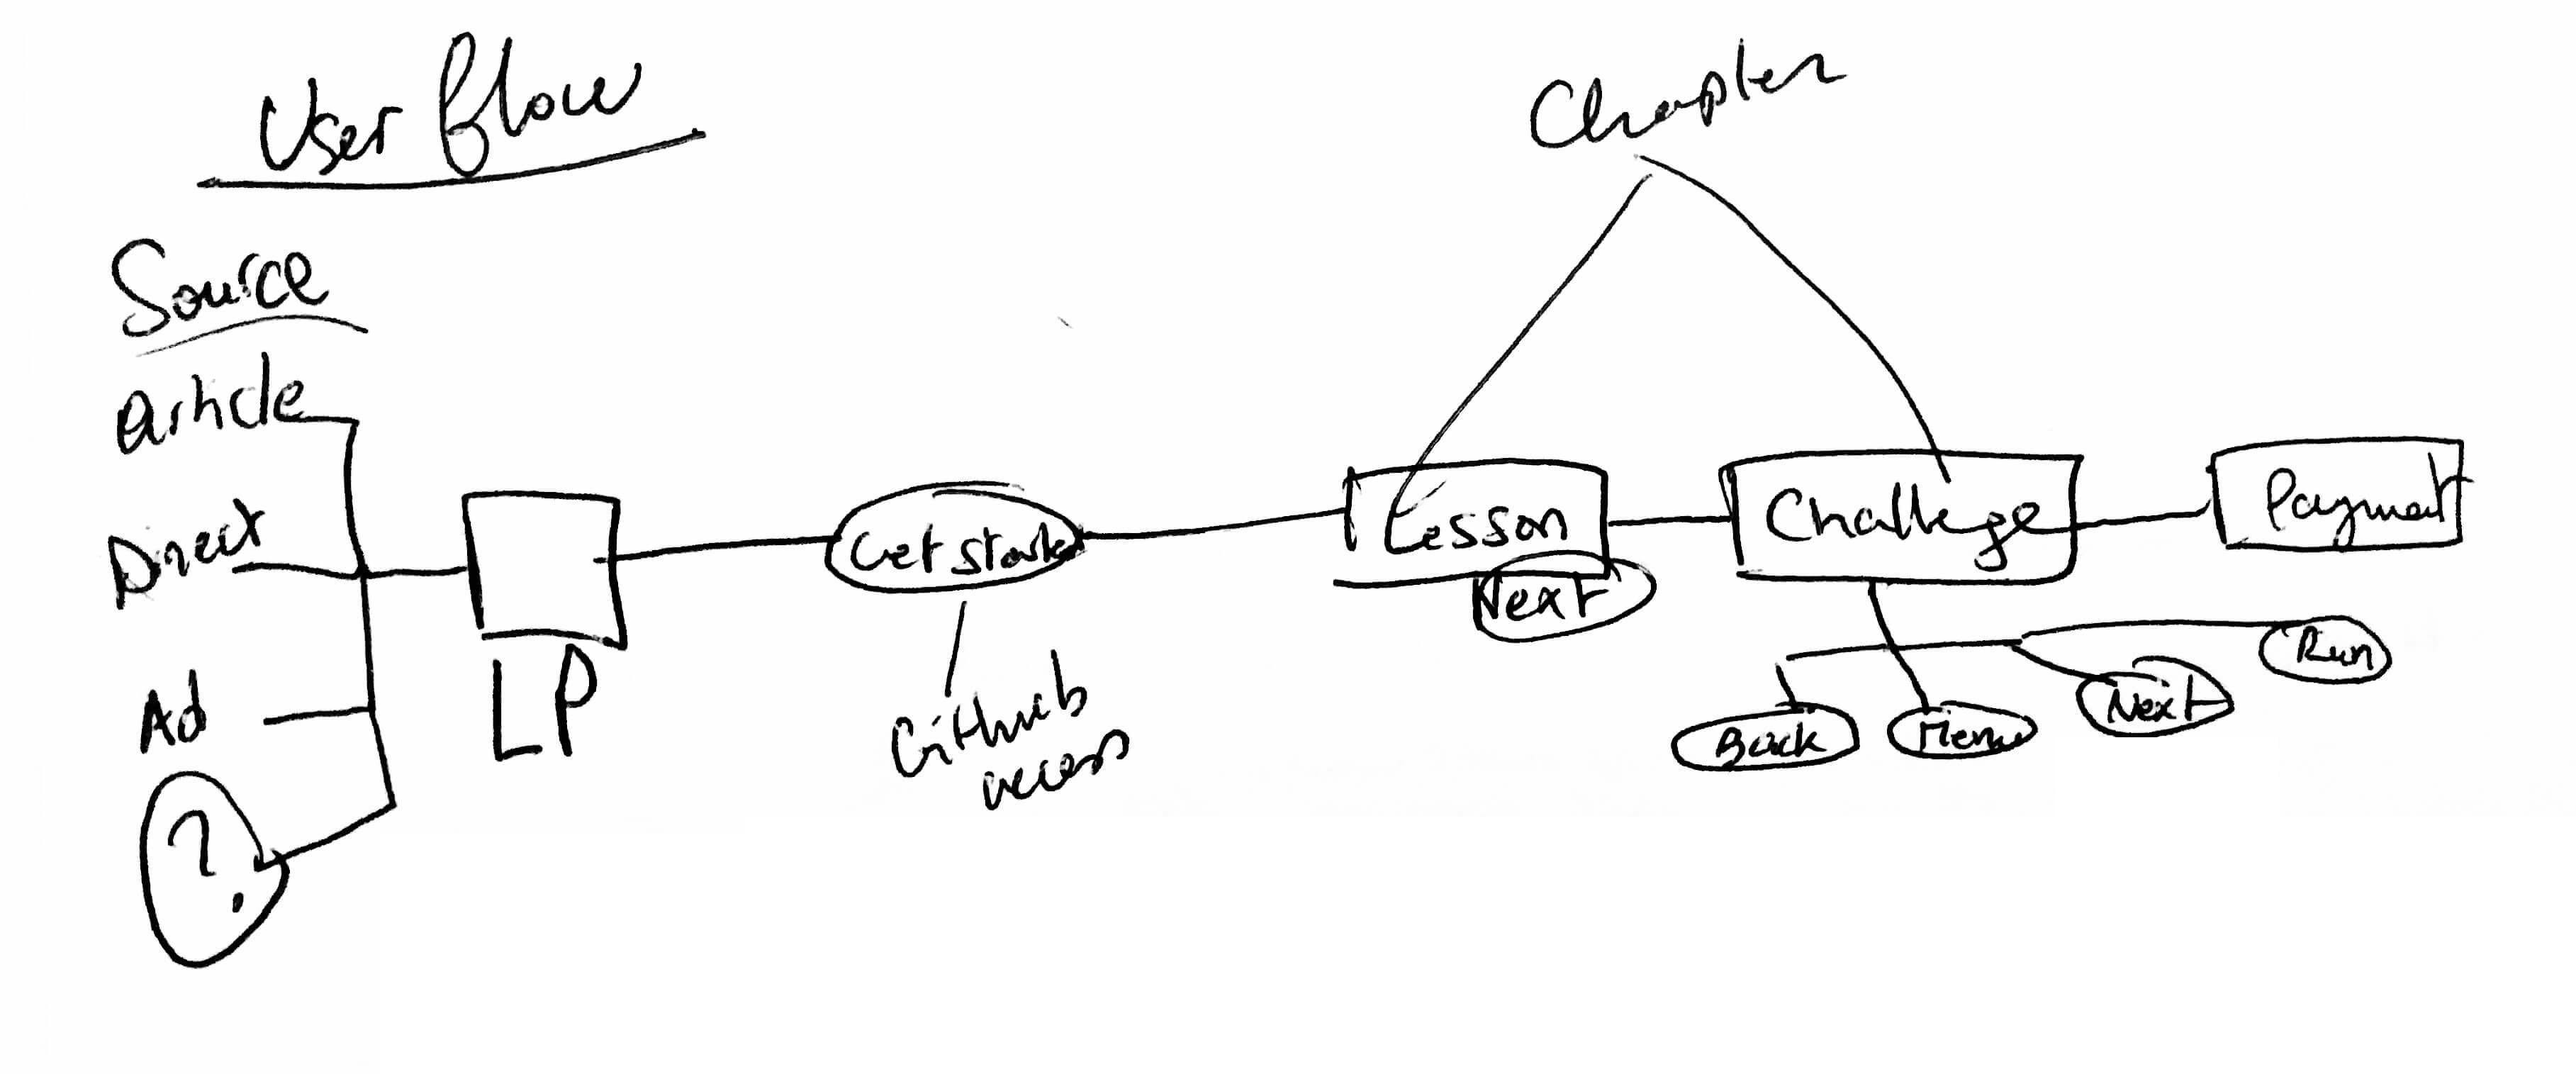 User flow
Chapter
Source
Article
Direct
Ad
?
LP
Get started
Github
access
Lesson
Next
Challenge
Payment
Back
Menu
Next
Run